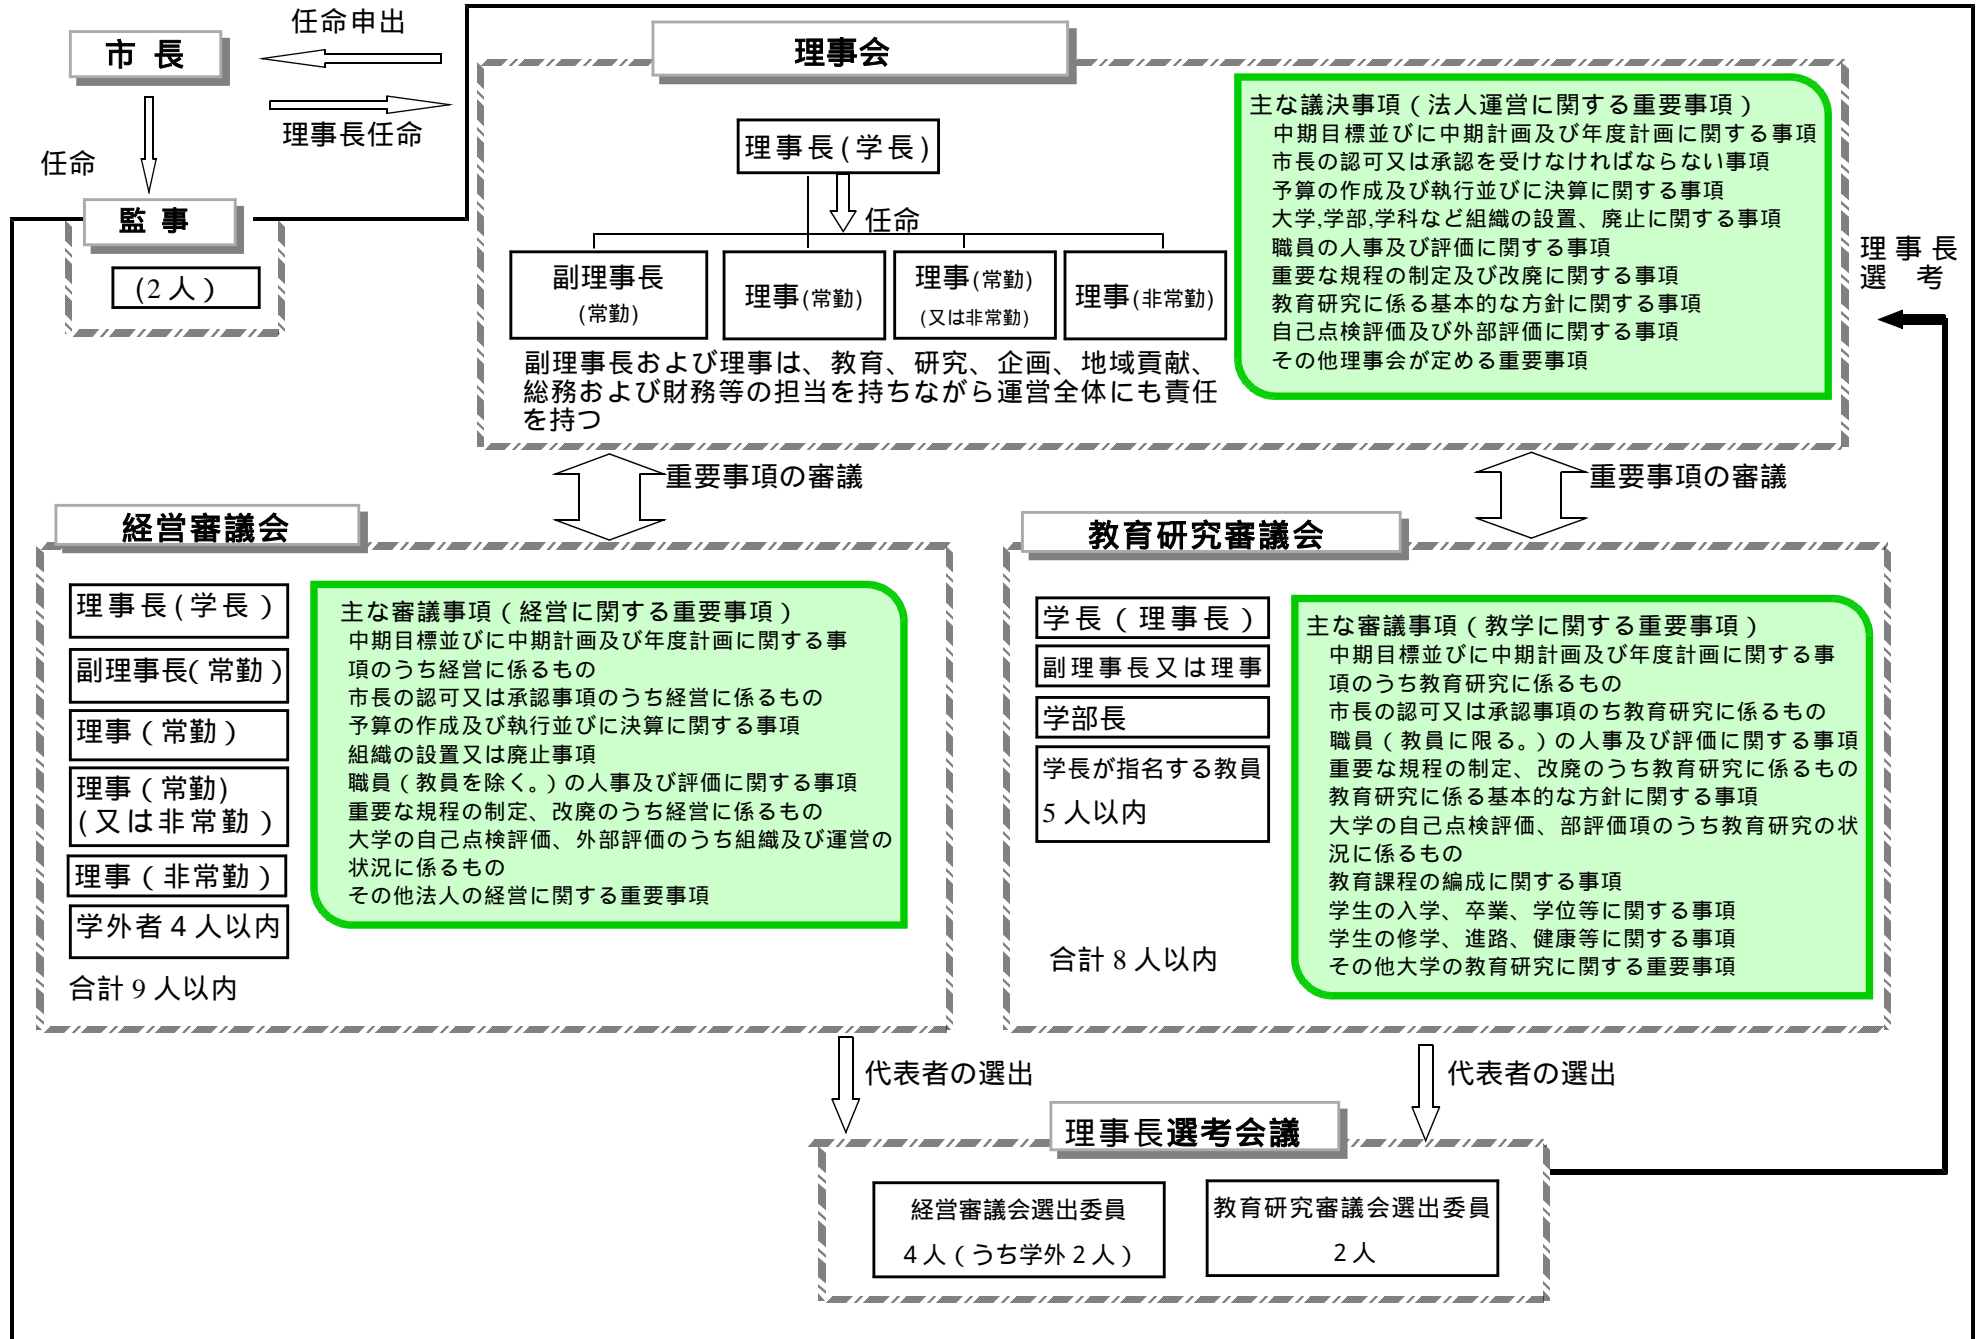 任命申出
市 長
理事長任命
任命
監 事
(2人）
理事会
理事長(学長)
任命
副理事長
(常勤)
理事(常勤)
理事(常勤)
(又は非常勤)
理事(非常勤)
副理事長および理事は、教育、研究、企画、地域貢献、
総務および財務等の担当を持ちながら運営全体にも責任
を持つ
主な議決事項（法人運営に関する重要事項）
中期目標並びに中期計画及び年度計画に関する事項
市長の認可又は承認を受けなければならない事項
予算の作成及び執行並びに決算に関する事項
大学,学部,学科など組織の設置、廃止に関する事項
職員の人事及び評価に関する事項
重要な規程の制定及び改廃に関する事項
教育研究に係る基本的な方針に関する事項
自己点検評価及び外部評価に関する事項
その他理事会が定める重要事項
理事長
選 考
重要事項の審議
重要事項の審議
経営審議会
理事長(学長）
副理事長(常勤）
理事（常勤）
理事（常勤)
(又は非常勤）
理事（非常勤）
学外者４人以内
合計9人以内
主な審議事項（経営に関する重要事項）
中期目標並びに中期計画及び年度計画に関する事
項のうち経営に係るもの
市長の認可又は承認事項のうち経営に係るもの
予算の作成及び執行並びに決算に関する事項
組織の設置又は廃止事項
職員（教員を除く。）の人事及び評価に関する事項
重要な規程の制定、改廃のうち経営に係るもの
大学の自己点検評価、外部評価のうち組織及び運営の
状況に係るもの
その他法人の経営に関する重要事項
教育研究審議会
学長（理事長）
副理事長又は理事
学部長
学長が指名する教員
5人以内
合計8人以内
主な審議事項（教学に関する重要事項）
中期目標並びに中期計画及び年度計画に関する事
項のうち教育研究に係るもの
市長の認可又は承認事項のち教育研究に係るもの
職員（教員に限る。）の人事及び評価に関する事項
重要な規程の制定、改廃のうち教育研究に係るもの
教育研究に係る基本的な方針に関する事項
大学の自己点検評価、部評価項のうち教育研究の状
況に係るもの
教育課程の編成に関する事項
学生の入学、卒業、学位等に関する事項
学生の修学、進路、健康等に関する事項
その他大学の教育研究に関する重要事項
代表者の選出
代表者の選出
理事長選考会議
経営審議会選出委員
４人（うち学外２人）
教育研究審議会選出委員
２人